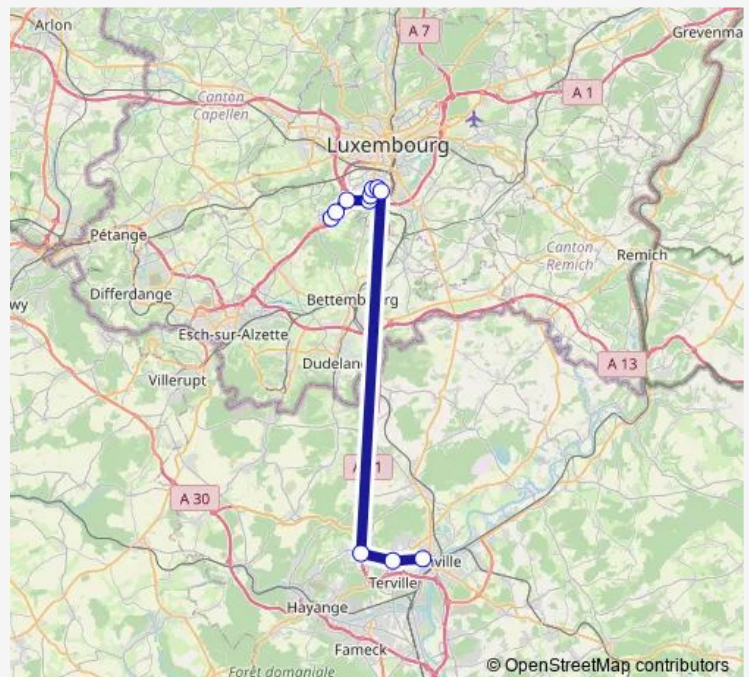 Arlon
A 7
Grevenma
Canton
Capellen
A 1
Luxembourg
Pétange
Canton
Remich
Remich
Differdange
wy
Bettembourg
Esch-sur-Alzette
Dudelan
A 13
Villerupt
A 30
ville
Terville
Hayange
Fameck
Forêt domaniale
© OpenStreetMap contributors